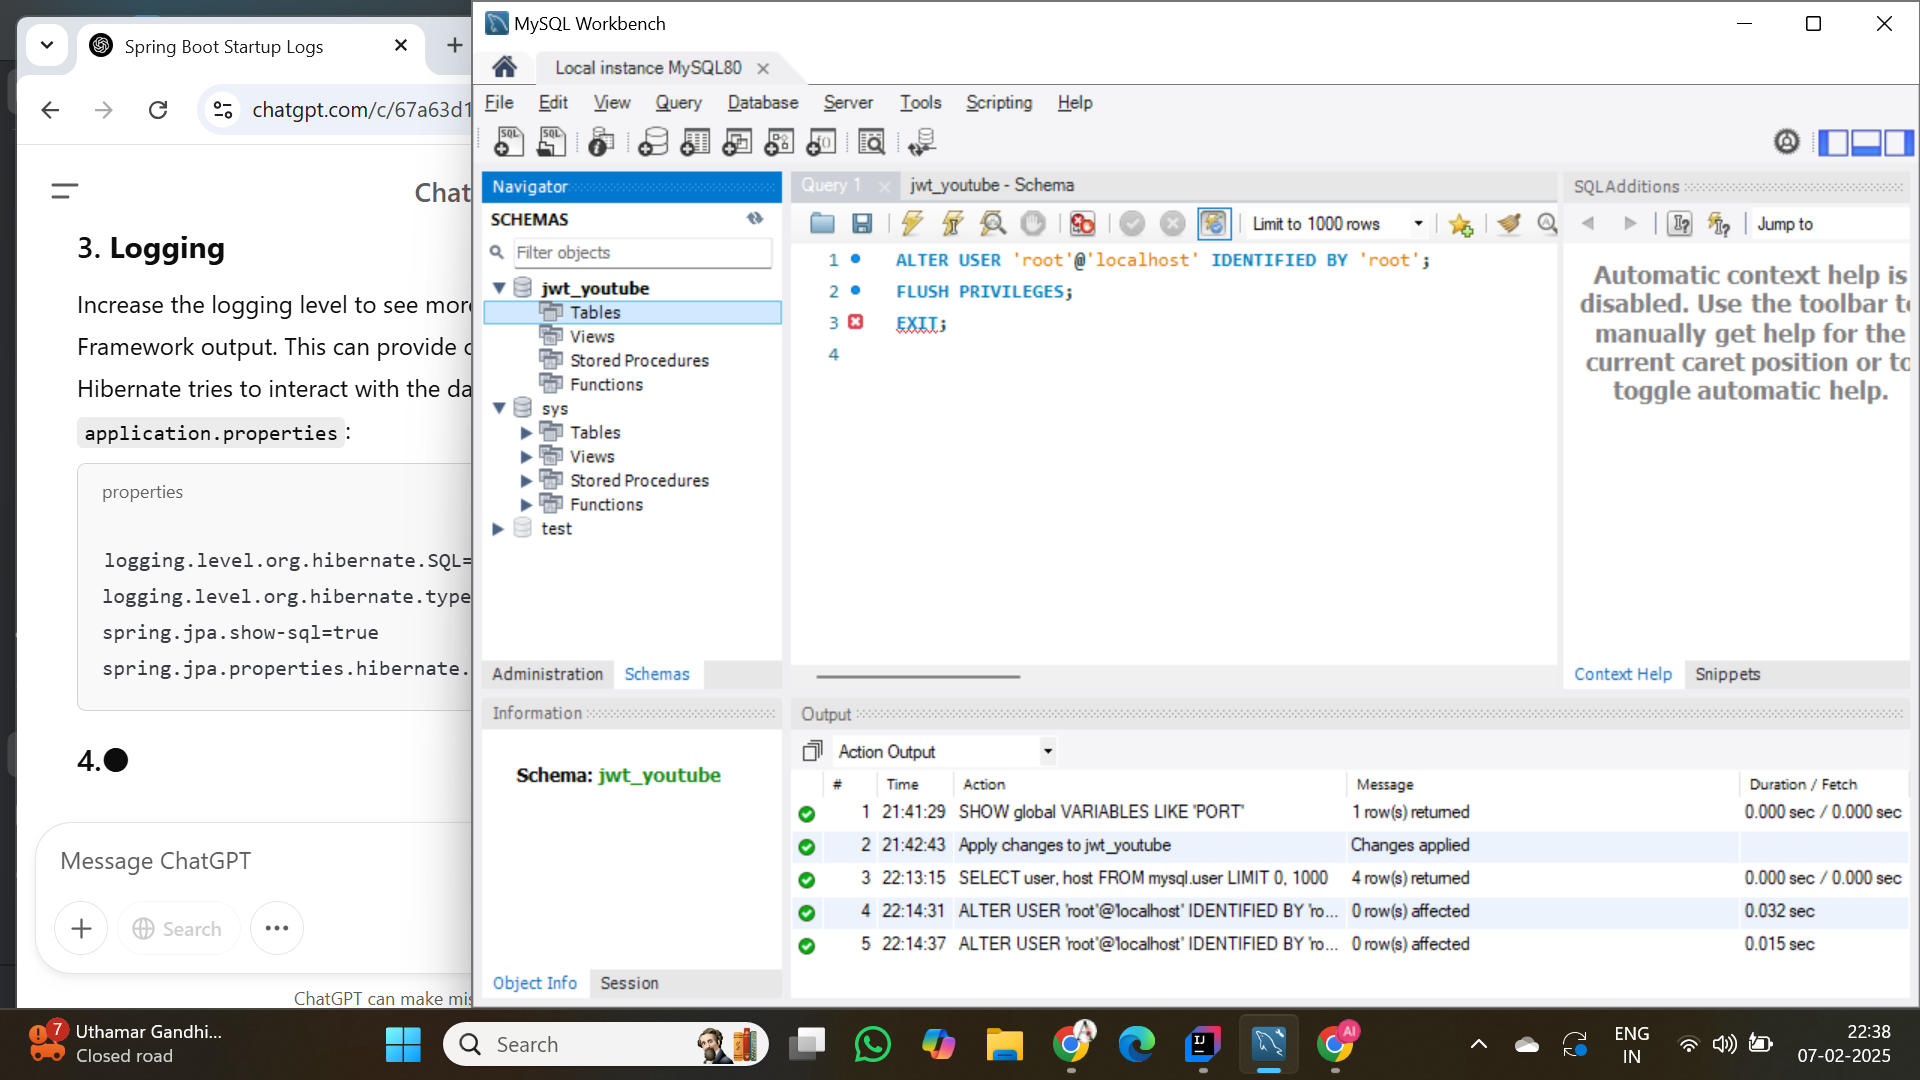 Spring Boot Startup Logs
chatgpt.com/c/67a63d1
Chat
3. Logging
Increase the logging level to see more
Framework output. This can provide
Hibernate tries to interact with the da
application.properties:
properties
logging.level.org.hibernate.SQL=
logging.level.org.hibernate.type
spring.jpa.show-sql=true
spring.jpa.properties.hibernate.
4.
Message ChatGPT
Search
ChatGPT can make mis
MySQL Workbench
Local instance MySQL80
File Edit View Query Database Server Tools Scripting Help
Navigator
SCHEMAS
Filter objects
jwt_youtube
Tables
Views
Stored Procedures
Functions
sys
Tables
Views
Stored Procedures
Functions
test
Administration Schemas
Information
Schema: jwt_youtube
Object Info Session
Query 1 jwt_youtube - Schema
Limit to 1000 rows
1 ALTER USER 'root'@'localhost' IDENTIFIED BY 'root';
2 FLUSH PRIVILEGES;
3 EXIT;
4
SQLAdditions
Jump to
Automatic context help is
disabled. Use the toolbar to
manually get help for the
current caret position or to
toggle automatic help.
Context Help Snippets
Output
Action Output
# Time Action Message Duration / Fetch
1 21:41:29 SHOW global VARIABLES LIKE 'PORT' 1 row(s) returned 0.000 sec / 0.000 sec
2 21:42:43 Apply changes to jwt_youtube Changes applied
3 22:13:15 SELECT user, host FROM mysql.user LIMIT 0, 1000 4 row(s) returned 0.000 sec / 0.000 sec
4 22:14:31 ALTER USER 'root'@'localhost' IDENTIFIED BY 'ro... 0 row(s) affected 0.032 sec
5 22:14:37 ALTER USER 'root'@'localhost' IDENTIFIED BY 'ro... 0 row(s) affected 0.015 sec
7
Uthamar Gandhi...
Closed road
Search
AI
ENG
IN
22:38
07-02-2025